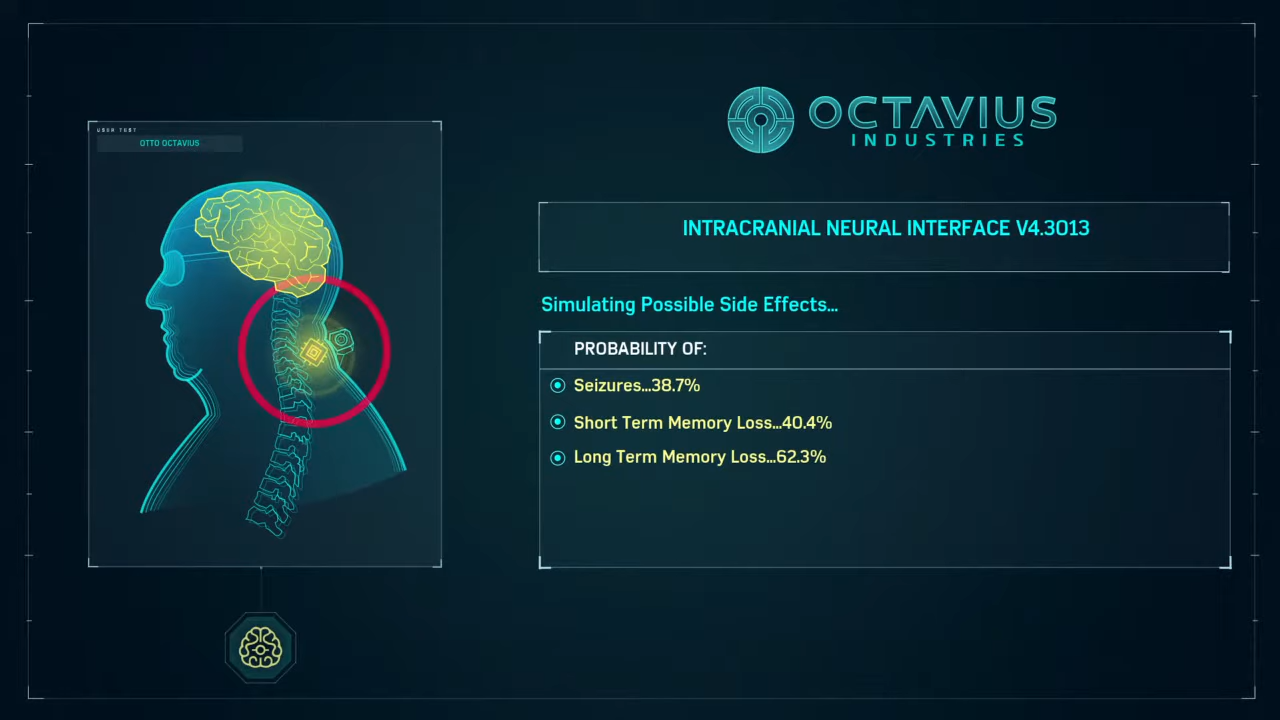 OTTO OCTAVIUS
OCTAVIUS
INDUSTRIES
INTRACRANIAL NEURAL INTERFACE V4.3013
Simulating Possible Side Effects...
PROBABILITY OF:
Seizures...38.7%
Short Term Memory Loss...40.4%
Long Term Memory Loss...62.3%